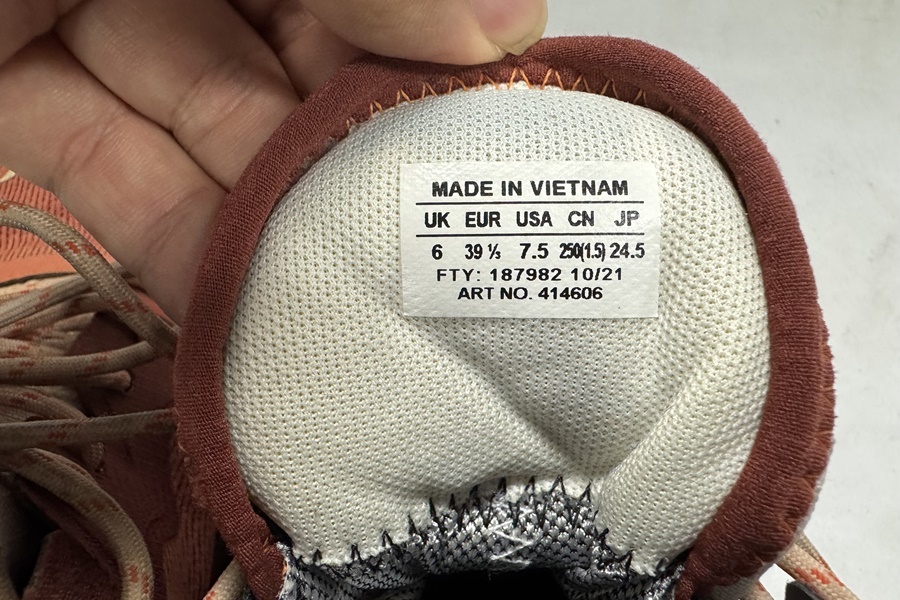 MADE IN VIETNAM
UK EUR USA CN JP
6 39 ⅓ 7.5 250(1.5) 24.5
FTY: 187982 10/21
ART NO. 414606